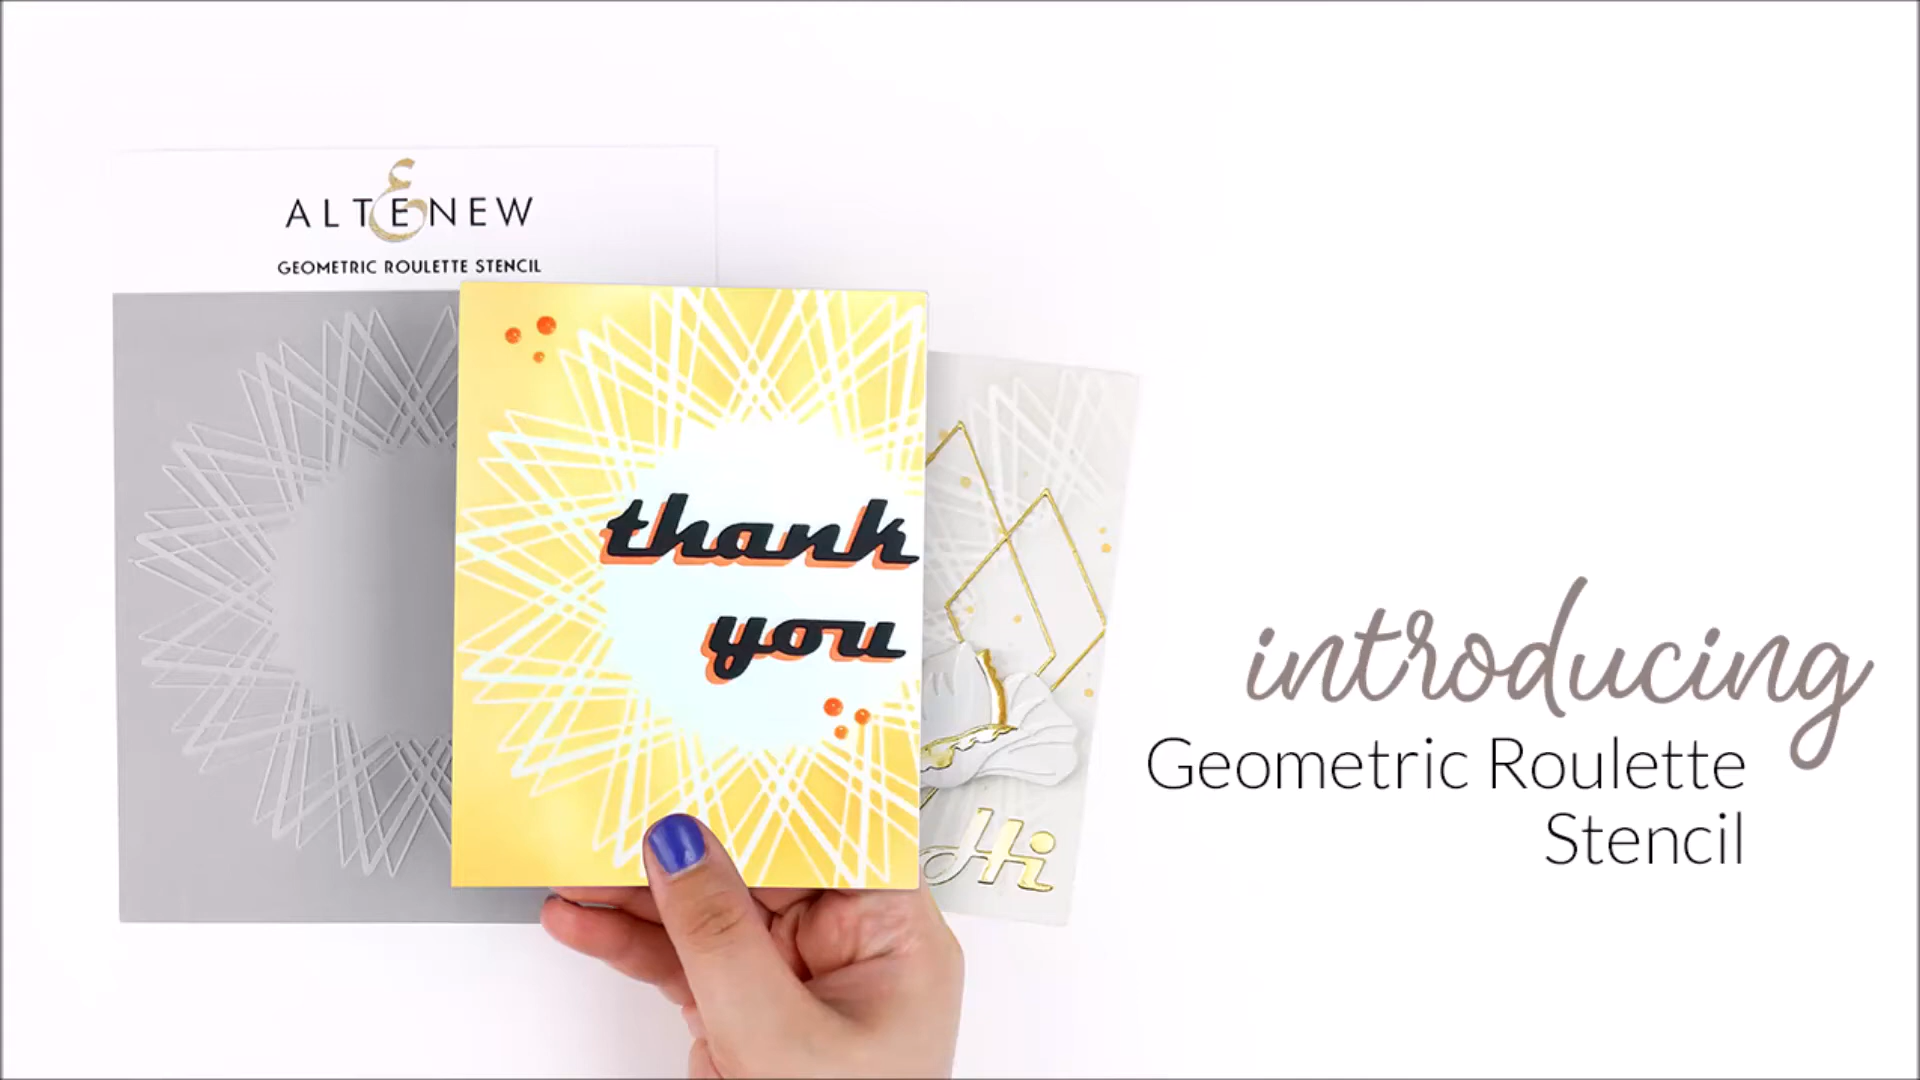 ALTENEW
GEOMETRIC ROULETTE STENCIL
thank
you
Hi
introducing
Geometric Roulette
Stencil